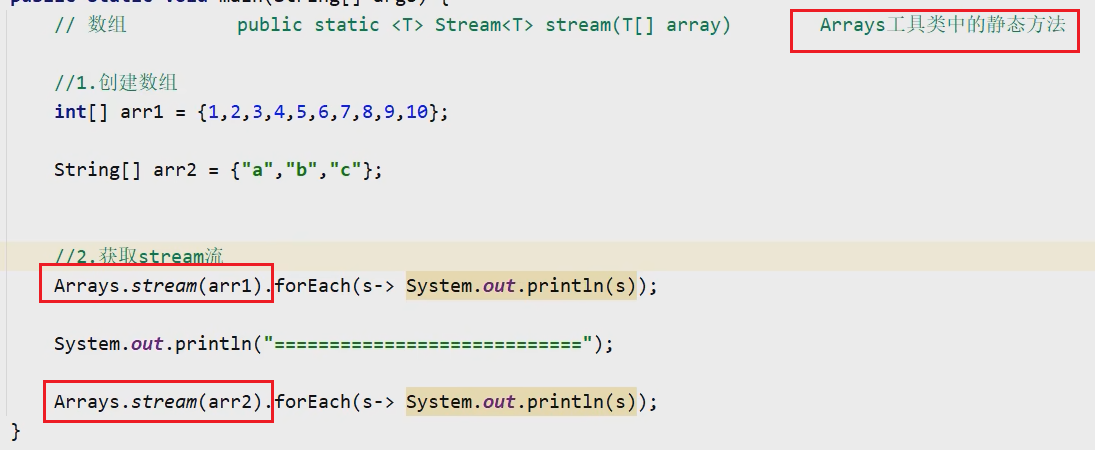 public static void main(String[] args) {
// 数组 public static <T> Stream<T> stream(T[] array) Arrays工具类中的静态方法
//1.创建数组
int[] arr1 = {1,2,3,4,5,6,7,8,9,10};
String[] arr2 = {"a","b","c"};
//2.获取stream流
Arrays.stream(arr1).forEach(s-> System.out.println(s));
System.out.println("============================");
Arrays.stream(arr2).forEach(s-> System.out.println(s));
}